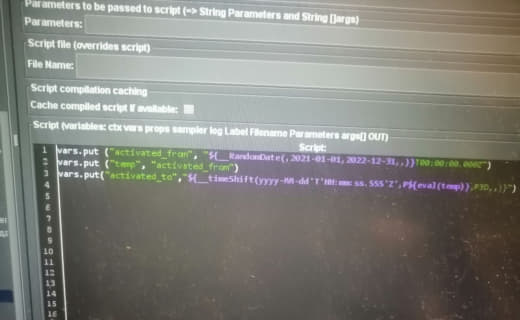 Parameters to be passed to script (=> String Parameters and String []args)
Parameters:
Script file (overrides script)
File Name:
Script compilation caching
Cache compiled script if available:
Script (variables: ctx vars props sampler log Label Filename Parameters args[] OUT)
Script:
1 vars.put ("activated_from", "${__RandomDate(,2021-01-01,2022-12-31,,)}T00:00:00.000Z")
2 vars.put ("temp", "activated_from")
3 vars.put("activated_to","${__timeShift(yyyy-MM-dd'T'HH:mm:ss.SSS'Z',P${eval(temp)},P3D,,)}")
4
5
6
7
8
9
10
11
12
13
14
15
16